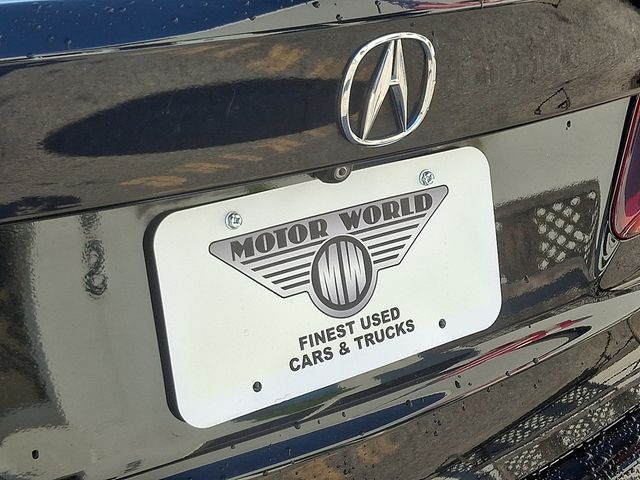 MOTOR WORLD
MW
FINEST USED
CARS & TRUCKS